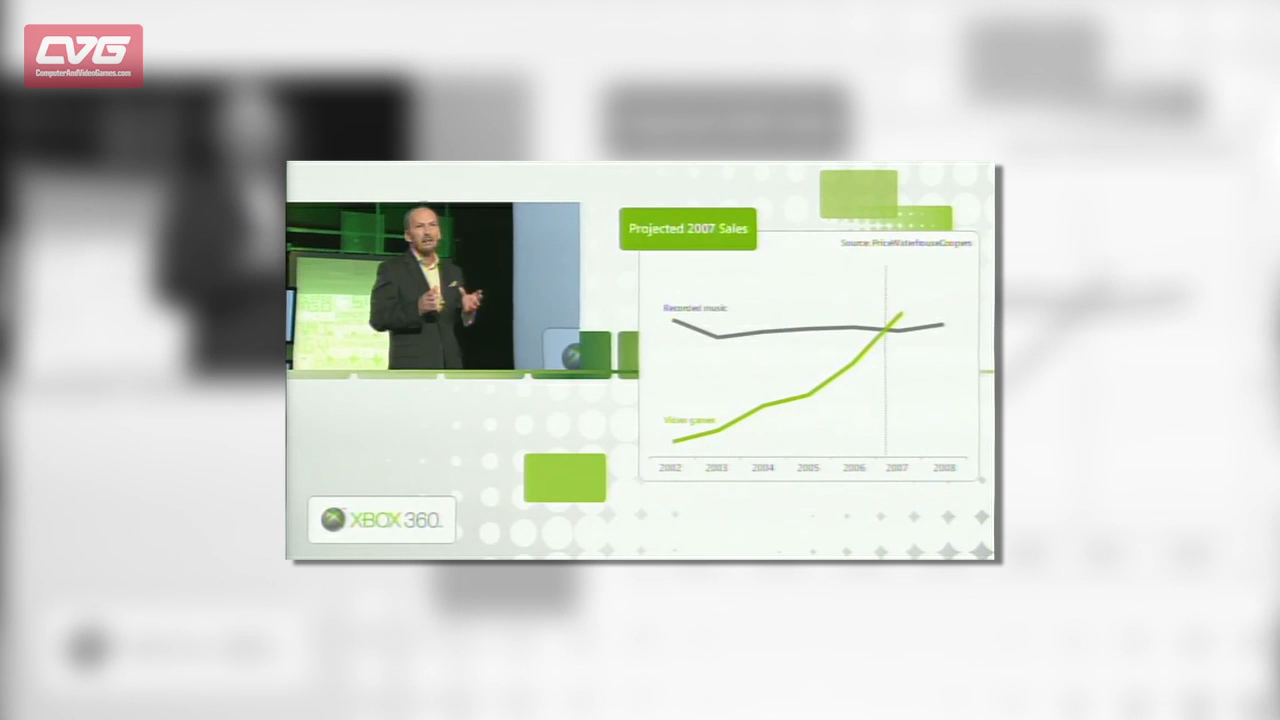 CVG
ComputerAndVideoGames.com
Projected 2007 Sales
Source: PriceWaterhouseCoopers
Recorded music
Video games
2002 2003 2004 2005 2006 2007 2008
XBOX 360